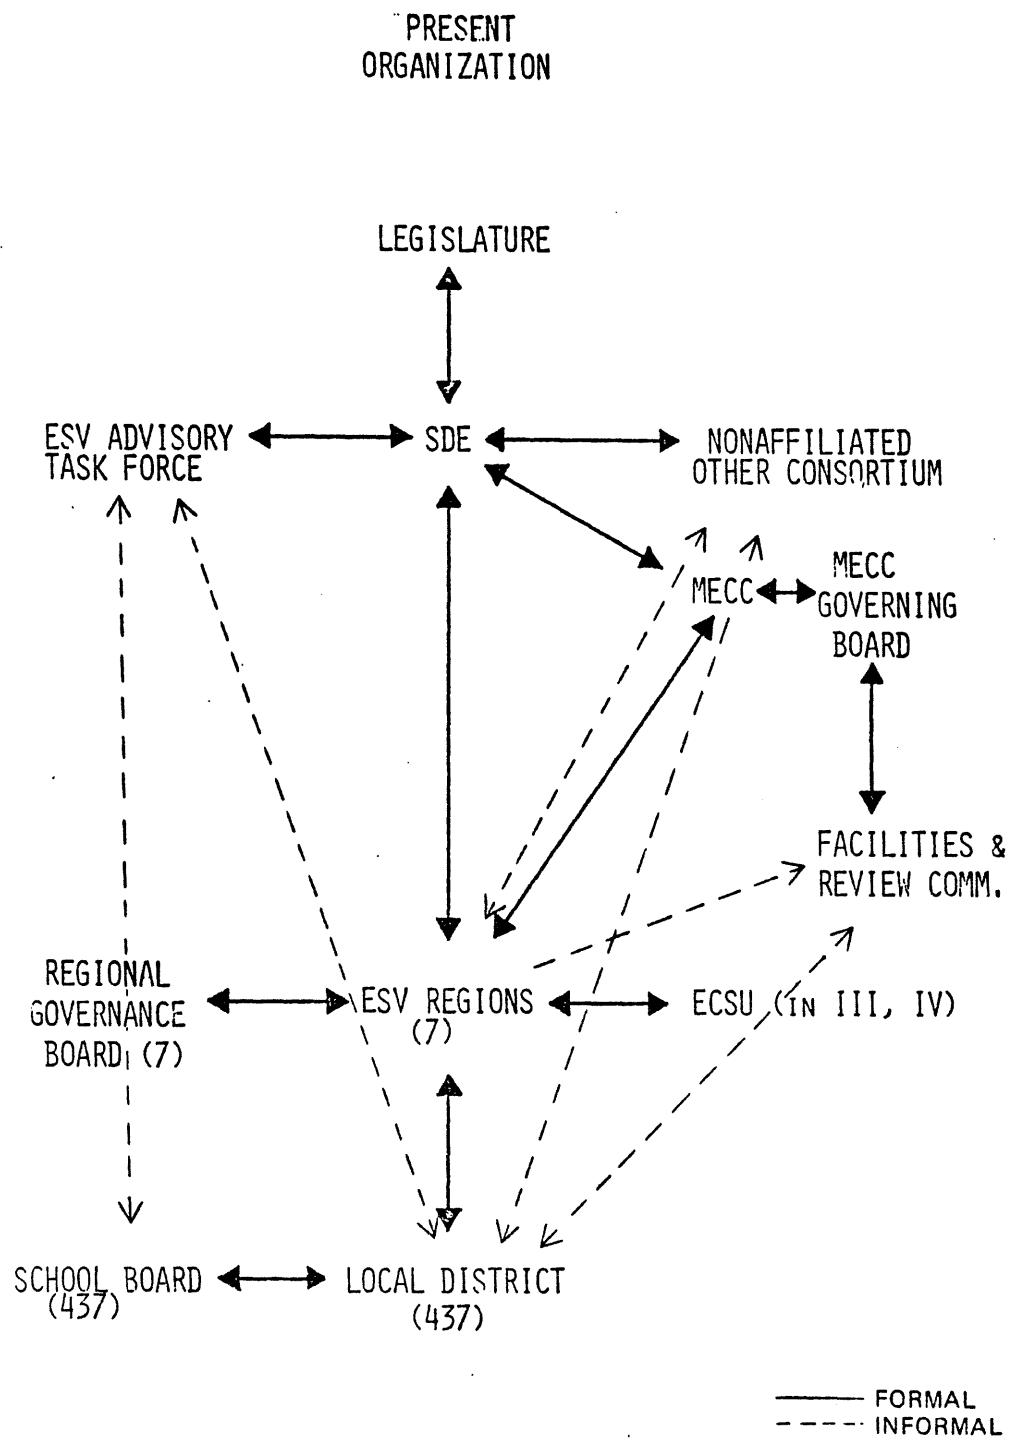 PRESENT
ORGANIZATION
LEGISLATURE
ESV ADVISORY
TASK FORCE
SDE
NONAFFILIATED
OTHER CONSORTIUM
MECC
MECC
GOVERNING
BOARD
FACILITIES &
REVIEW COMM.
REGIONAL
GOVERNANCE
BOARD (7)
ESV REGIONS
(7)
ECSU (IN III, IV)
SCHOOL BOARD
(437)
LOCAL DISTRICT
(437)
FORMAL
INFORMAL